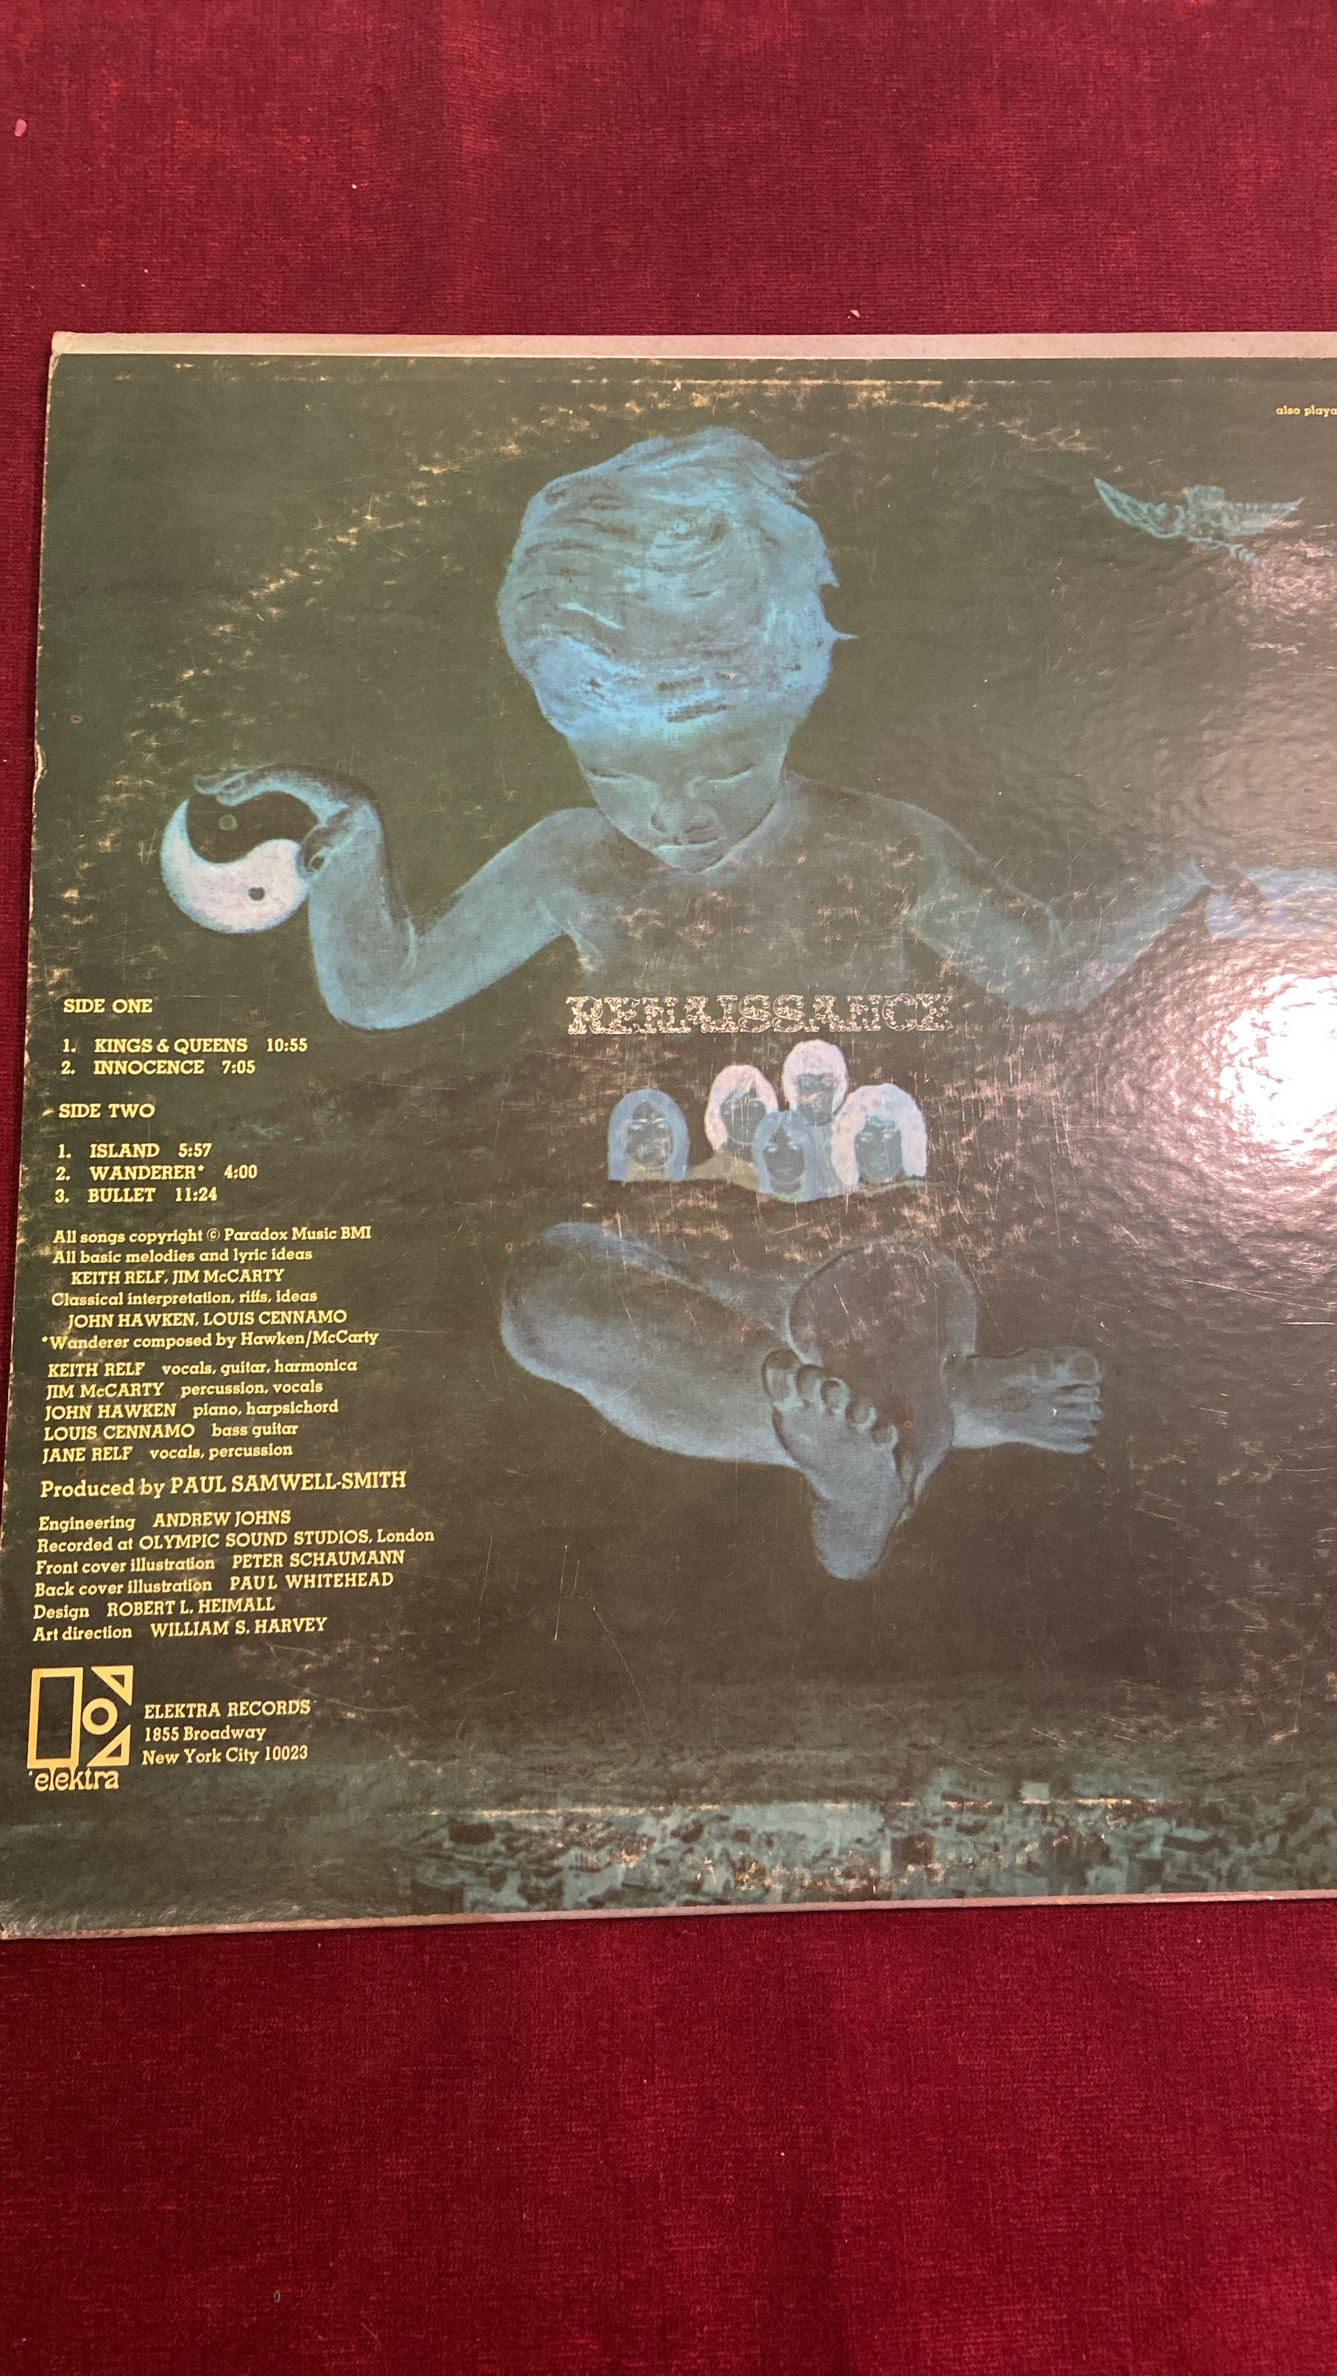 also playa
RENAISSANCE
SIDE ONE
1. KINGS & QUEENS 10:55
2. INNOCENCE 7:05
SIDE TWO
1. ISLAND 5:57
2. WANDERER* 4:00
3. BULLET 11:24
All songs copyright © Paradox Music BMI
All basic melodies and lyric ideas
KEITH RELF, JIM McCARTY
Classical interpretation, riffs, ideas
JOHN HAWKEN, LOUIS CENNAMO
*Wanderer composed by Hawken/McCarty
KEITH RELF vocals, guitar, harmonica
JIM McCARTY percussion, vocals
JOHN HAWKEN piano, harpsichord
LOUIS CENNAMO bass guitar
JANE RELF vocals, percussion
Produced by PAUL SAMWELL-SMITH
Engineering ANDREW JOHNS
Recorded at OLYMPIC SOUND STUDIOS, London
Front cover illustration PETER SCHAUMANN
Back cover illustration PAUL WHITEHEAD
Design ROBERT L. HEIMALL
Art direction WILLIAM S. HARVEY
ELEKTRA RECORDS
1855 Broadway
New York City 10023
elektra